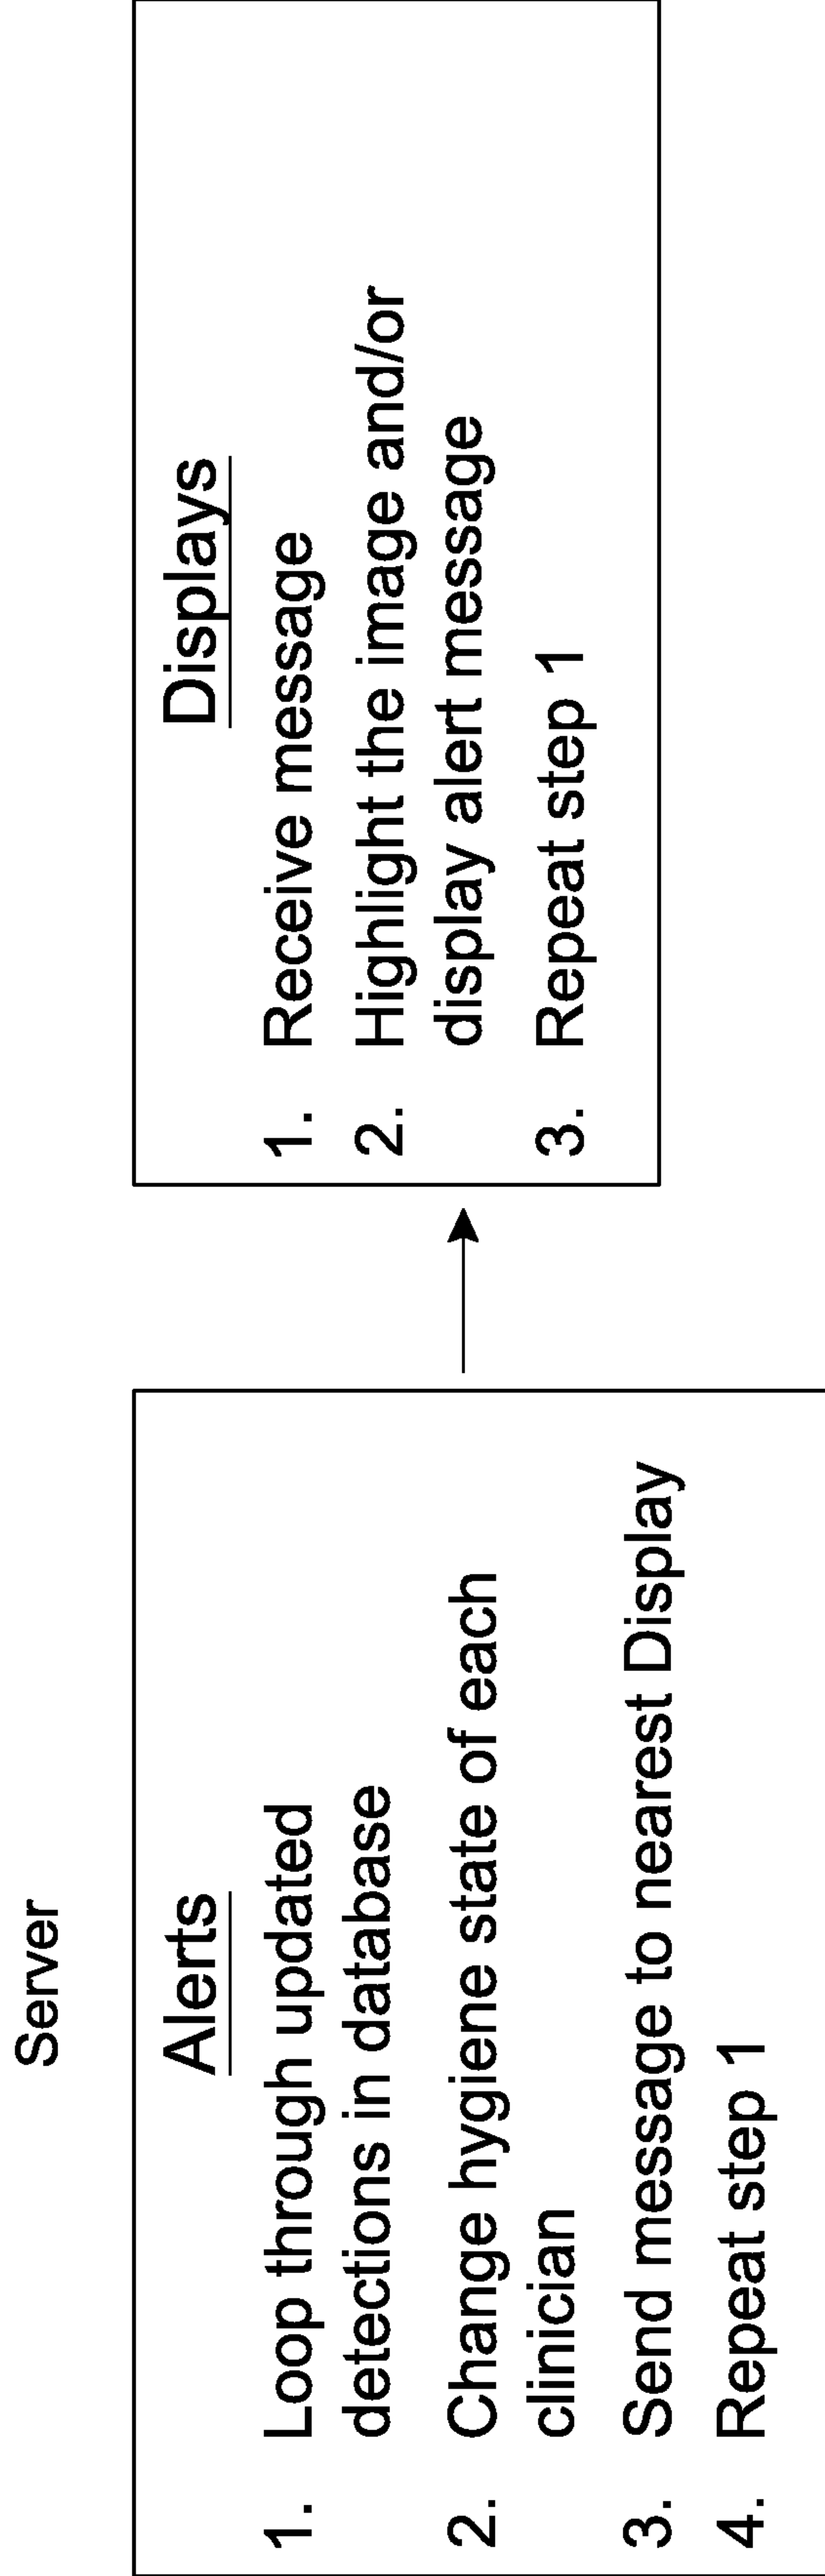 Server
Alerts
1. Loop through updated
detections in database
2. Change hygiene state of each
clinician
3. Send message to nearest Display
4. Repeat step 1
Displays
1. Receive message
2. Highlight the image and/or
display alert message
3. Repeat step 1